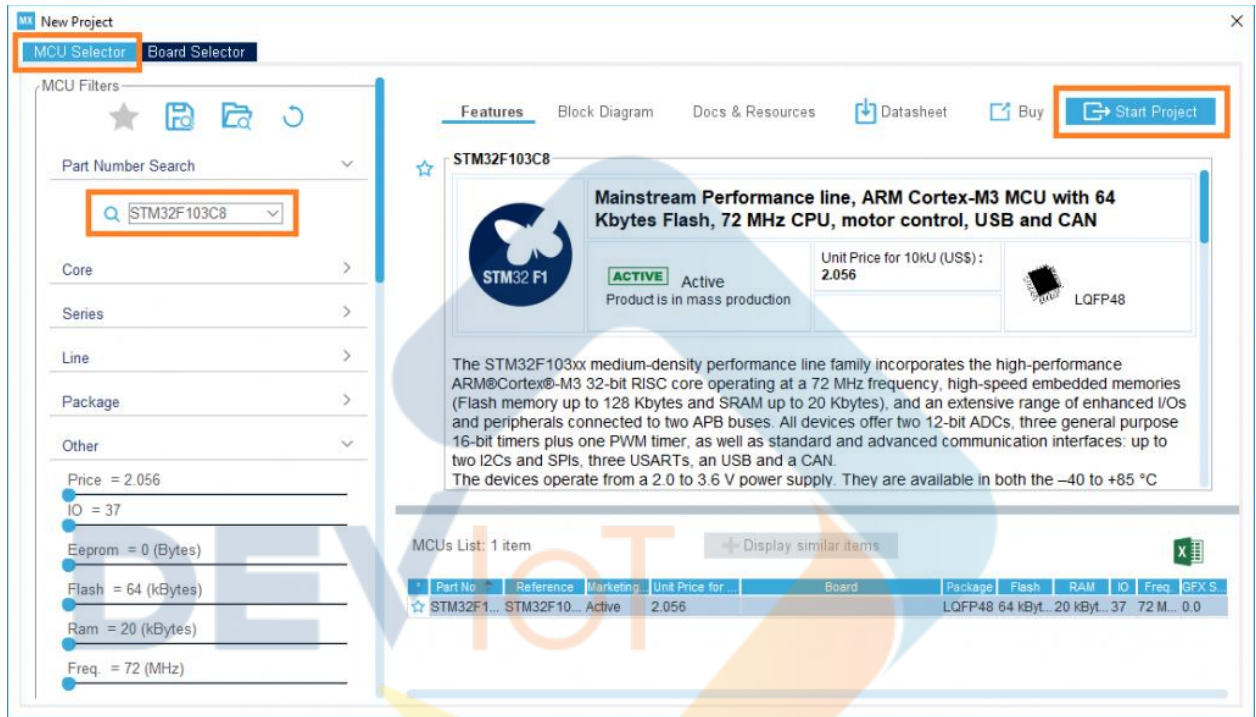 MX New Project
MCU Selector Board Selector
MCU Filters
Part Number Search
STM32F103C8
Core
Series
Line
Package
Other
Price = 2.056
IO = 37
Eeprom = 0 (Bytes)
Flash = 64 (kBytes)
Ram = 20 (kBytes)
Freq. = 72 (MHz)
Features Block Diagram Docs & Resources Datasheet Buy Start Project
STM32F103C8
STM32 F1
Mainstream Performance line, ARM Cortex-M3 MCU with 64
Kbytes Flash, 72 MHz CPU, motor control, USB and CAN
ACTIVE Active
Product is in mass production
Unit Price for 10kU (US$) :
2.056
LQFP48
The STM32F103xx medium-density performance line family incorporates the high-performance
ARM®Cortex®-M3 32-bit RISC core operating at a 72 MHz frequency, high-speed embedded memories
(Flash memory up to 128 Kbytes and SRAM up to 20 Kbytes), and an extensive range of enhanced I/Os
and peripherals connected to two APB buses. All devices offer two 12-bit ADCs, three general purpose
16-bit timers plus one PWM timer, as well as standard and advanced communication interfaces: up to
two I2Cs and SPIs, three USARTs, an USB and a CAN.
The devices operate from a 2.0 to 3.6 V power supply. They are available in both the –40 to +85 °C
MCUs List: 1 item
Display similar items
* Part No Reference Marketing... Unit Price for ... Board Package Flash RAM IO Freq. GFX S...
STM32F1... STM32F10... Active 2.056 LQFP48 64 kByt... 20 kByt... 37 72 M... 0.0
DEVIoT